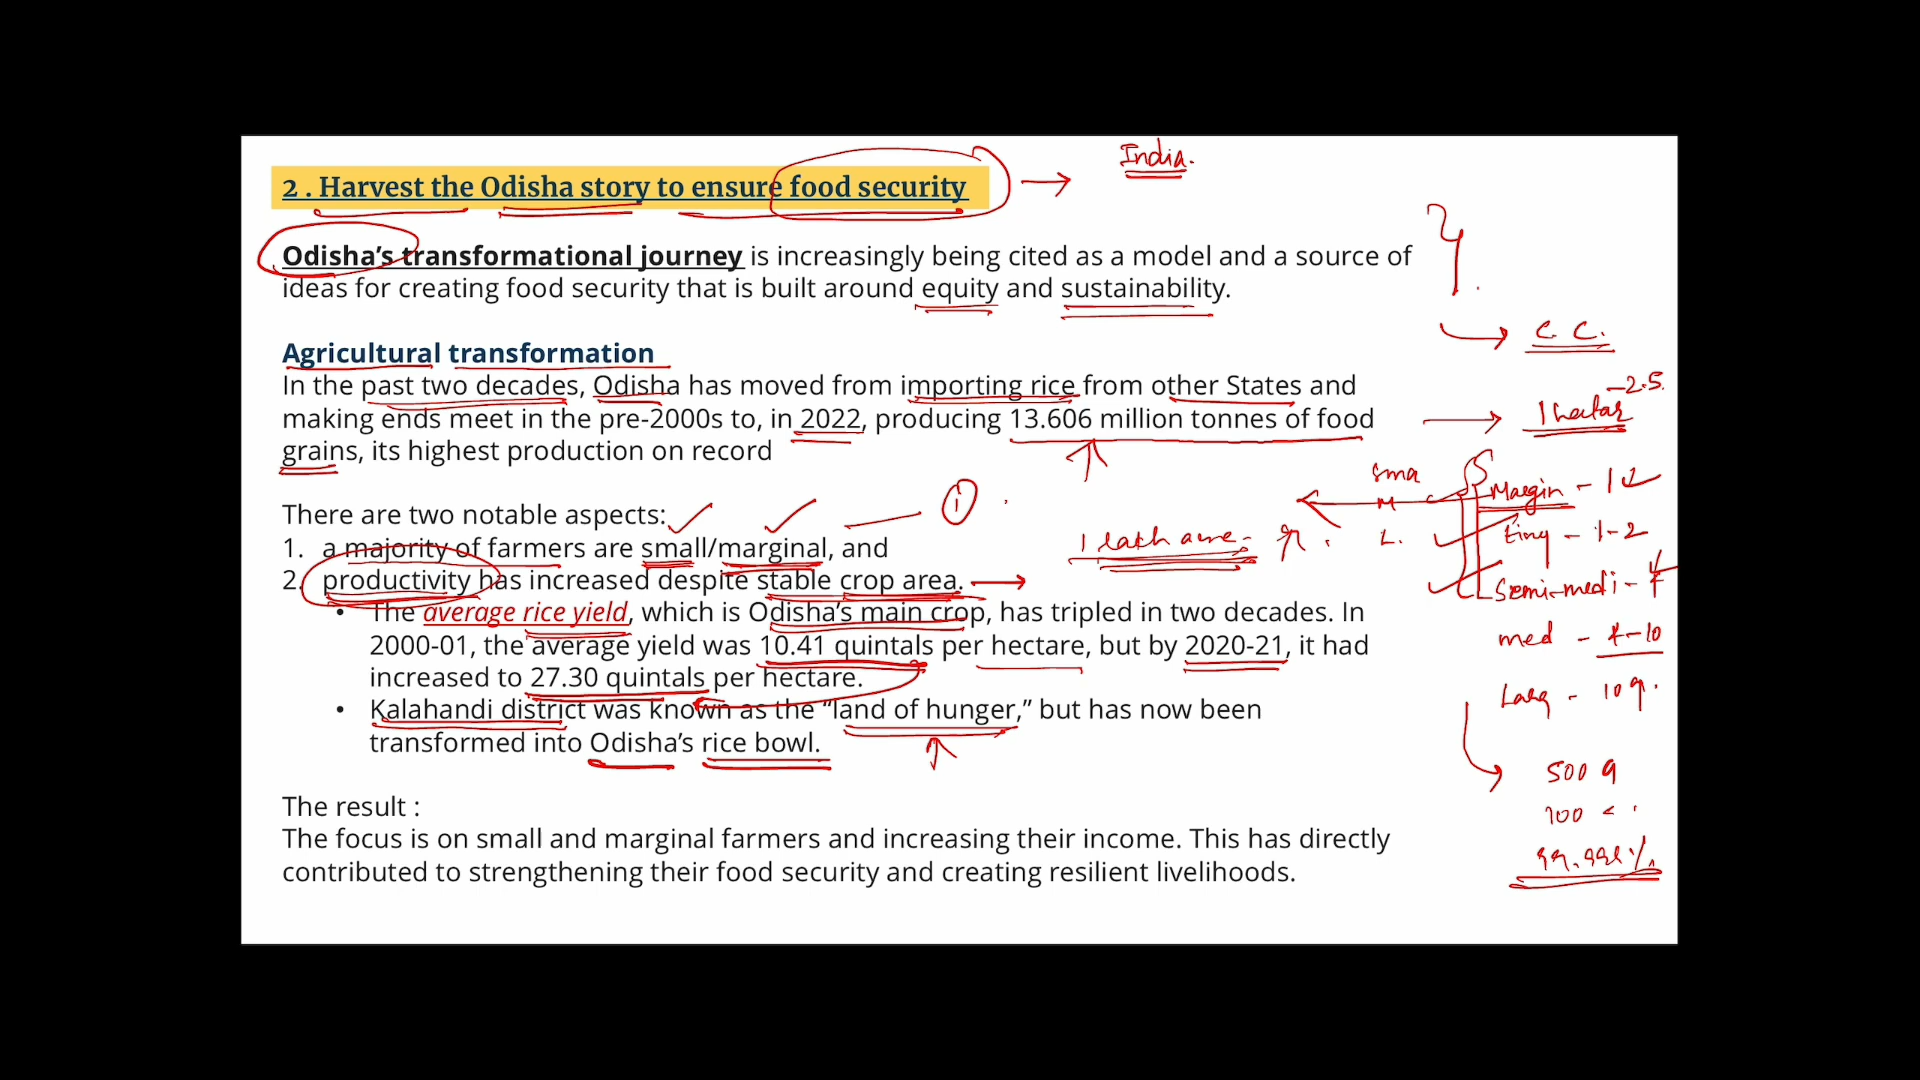 2 . Harvest the Odisha story to ensure food security
India.
Odisha's transformational journey is increasingly being cited as a model and a source of
ideas for creating food security that is built around equity and sustainability.
C. C.
Agricultural transformation
In the past two decades, Odisha has moved from importing rice from other States and
making ends meet in the pre-2000s to, in 2022, producing 13.606 million tonnes of food
grains, its highest production on record
2.5
There are two notable aspects:
1. a majority of farmers are small/marginal, and
2. productivity has increased despite stable crop area.
• The average rice yield, which is Odisha's main crop, has tripled in two decades. In
2000-01, the average yield was 10.41 quintals per hectare, but by 2020-21, it had
increased to 27.30 quintals per hectare.
• Kalahandi district was known as the "land of hunger," but has now been
transformed into Odisha's rice bowl.
sma
M
L.
Margin - 1
tiny - 1-2
Semi-medi - 4
med - 4-10
500
100 <
The result :
The focus is on small and marginal farmers and increasing their income. This has directly
contributed to strengthening their food security and creating resilient livelihoods.